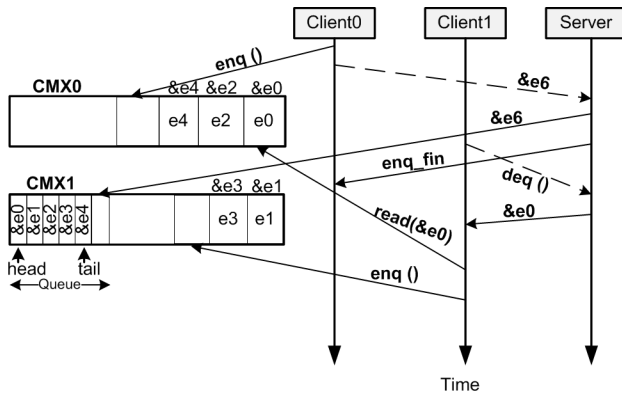 Client0 Client1 Server
enq ()
&e6
CMX0 &e4 &e2 &e0
e4 e2 e0
&e6
enq_fin
deq ()
CMX1 &e3 &e1
&e0 &e1 &e2 &e3 &e4 e3 e1
read(&e0)
&e0
head tail
enq ()
Queue
Time